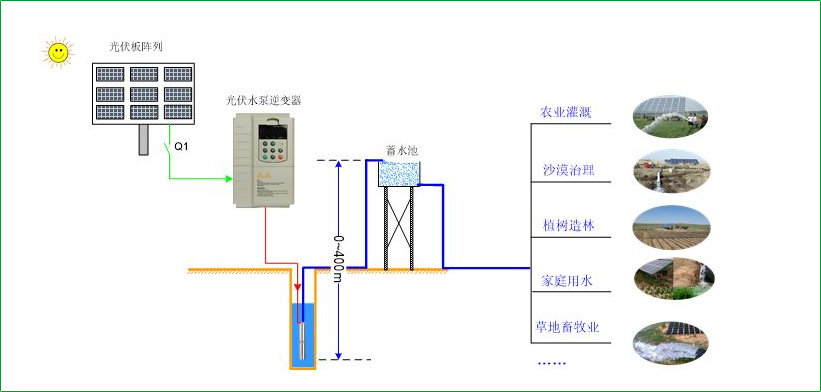 光伏板阵列
Q1
光伏水泵逆变器
蓄水池
0~400m
农业灌溉
沙漠治理
植树造林
家庭用水
草地畜牧业
……